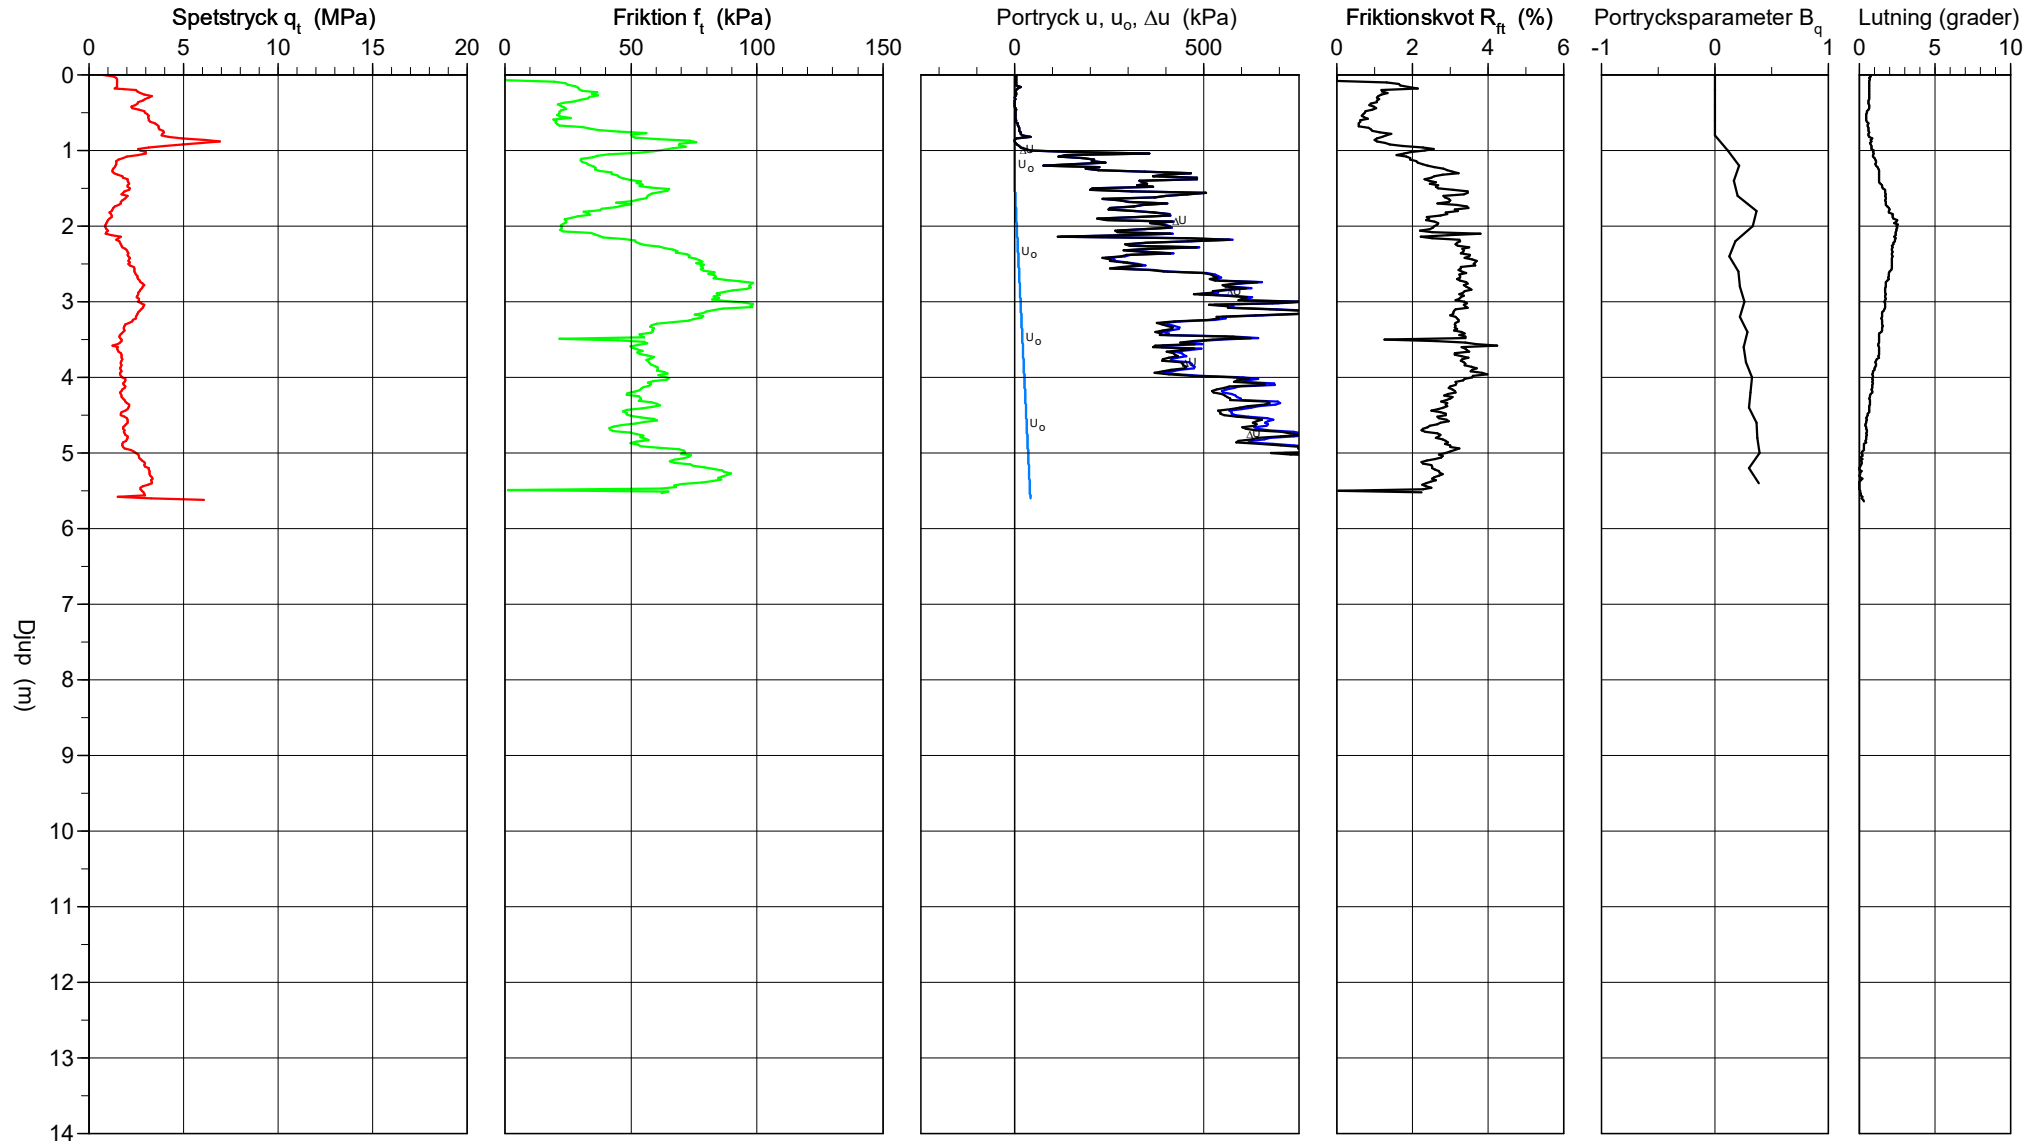 Spetstryck qt (MPa)
Friktion ft (kPa)
Portryck u, uo, Δu (kPa)
Friktionskvot Rft (%)
Portrycksparameter Bq
Lutning (grader)
0 5 10 15 20
0 50 100 150
0 500
0 2 4 6
-1 0 1
0 5 10
0
1
2
3
4
5
6
7
8
9
10
11
12
13
14
Djup (m)
ΔU
Uo
ΔU
Uo
ΔU
Uo
ΔU
Uo
ΔU